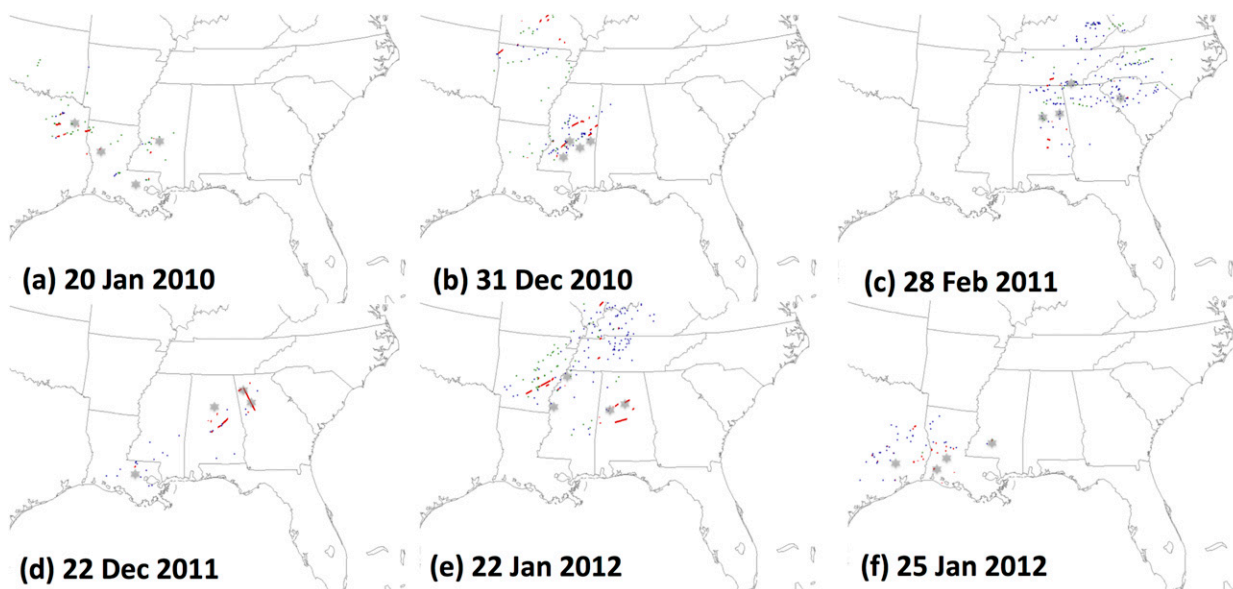 (a) 20 Jan 2010
(b) 31 Dec 2010
(c) 28 Feb 2011
(d) 22 Dec 2011
(e) 22 Jan 2012
(f) 25 Jan 2012